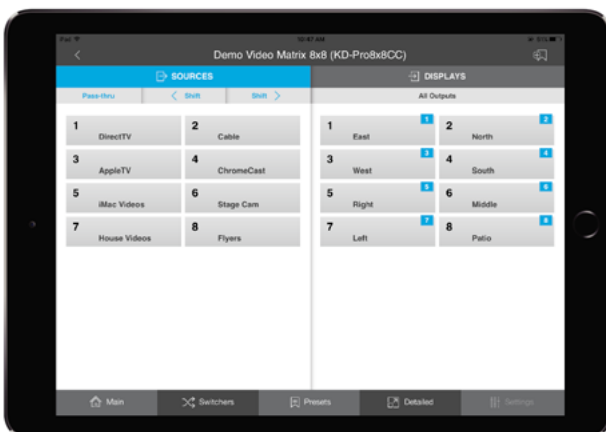 iPad 10:47 AM
Demo Video Matrix 8x8 (KD-Pro8x8CC)
SOURCES DISPLAYS
Pass-thru Shift Shift All Outputs
1 DirectTV 2 Cable 1 East 1 2 North 2
3 AppleTV 4 ChromeCast 3 West 3 4 South 4
5 iMac Videos 6 Stage Cam 5 Right 5 6 Middle 6
7 House Videos 8 Flyers 7 Left 7 8 Patio 8
Main Switchers Presets Detailed Settings